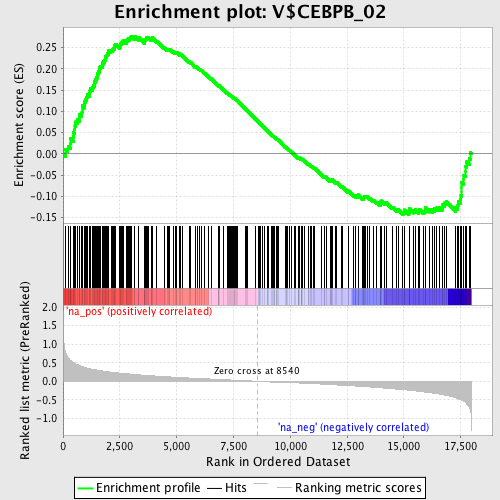 Enrichment plot: V$CEBPB_02
Enrichment score (ES)
0.25
0.20
0.15
0.10
0.05
0.00
-0.05
-0.10
-0.15
Ranked list metric (PreRanked)
'na_pos' (positively correlated)
2.0
1.5
1.0
0.5
0.0
-0.5
-1.0
Zero cross at 8540
'na_neg' (negatively correlated)
0
2,500
5,000
7,500
10,000
12,500
15,000
17,500
Rank in Ordered Dataset
Enrichment profile
Hits
Ranking metric scores